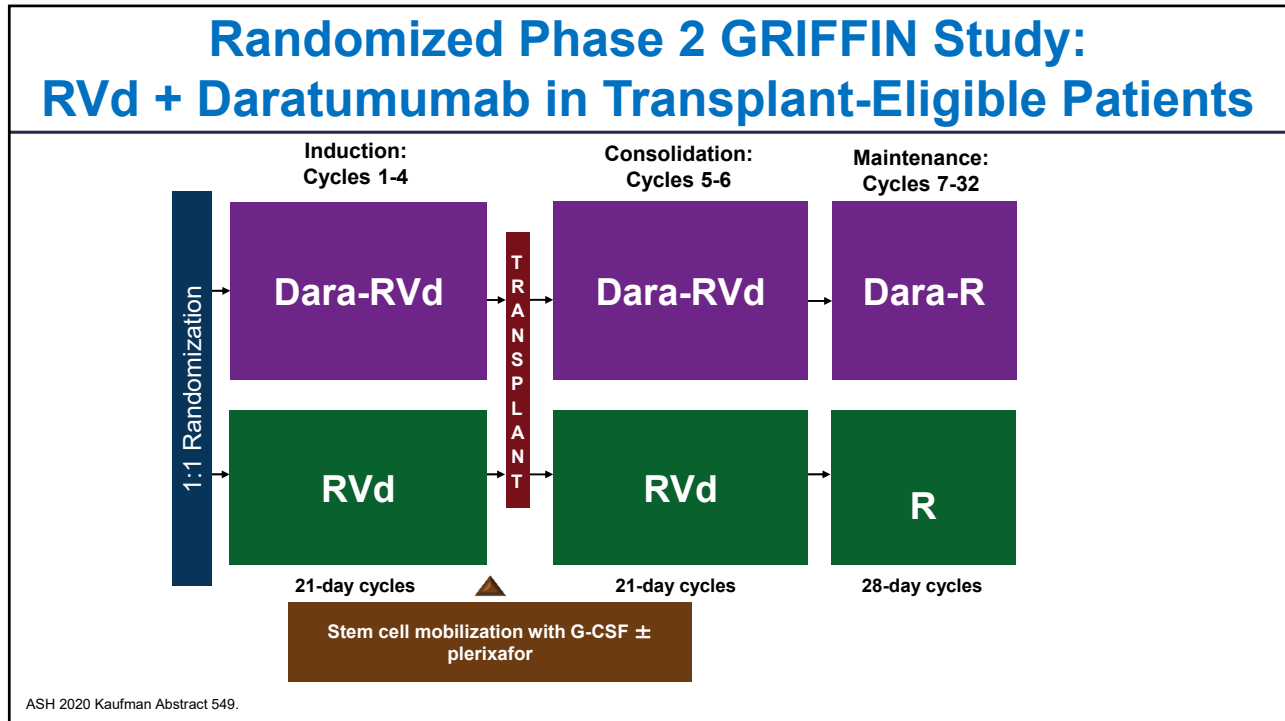 Randomized Phase 2 GRIFFIN Study:
RVd + Daratumumab in Transplant-Eligible Patients
Induction:
Cycles 1-4
Consolidation:
Cycles 5-6
Maintenance:
Cycles 7-32
1:1 Randomization
Dara-RVd
TRANSPLANT
Dara-RVd
Dara-R
RVd
RVd
R
21-day cycles
21-day cycles
28-day cycles
Stem cell mobilization with G-CSF ±
plerixafor
ASH 2020 Kaufman Abstract 549.